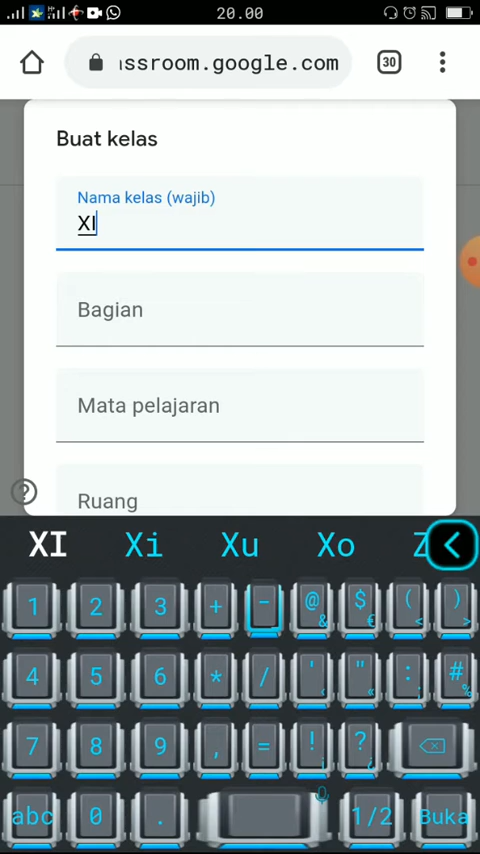 20.00
ıssroom.google.com 30
Buat kelas
Nama kelas (wajib)
XI
Bagian
Mata pelajaran
Ruang
?
XI Xi Xu Xo Z
1 2 3 + - _ @ & $ € ( < ) >
4 5 6 * / ' ‹ " « : ; # %
7 8 9 , = ! ¡ ? ¿
abc 0 . 1/2 Buka